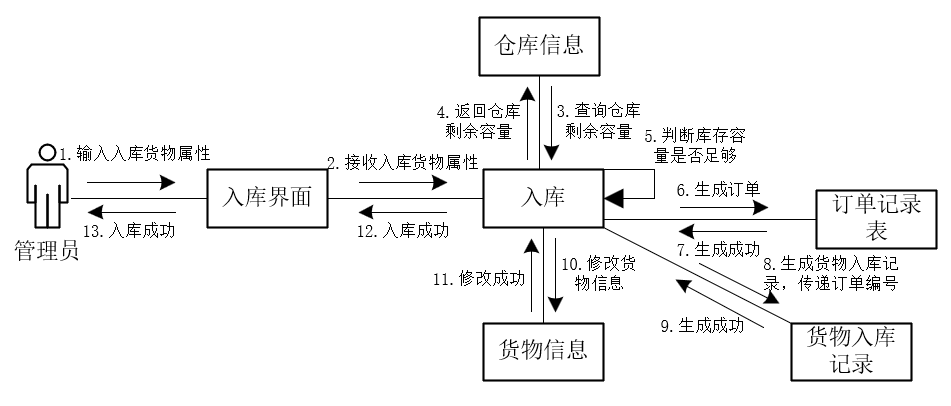 仓库信息
4.返回仓库
剩余容量
3.查询仓库
剩余容量
5.判断库存容
量是否足够
1.输入入库货物属性
2.接收入库货物属性
6.生成订单
入库界面
入库
订单记录
表
管理员
13.入库成功
12.入库成功
7.生成成功
11.修改成功
10.修改货
物信息
8.生成货物入库记
录，传递订单编号
9.生成成功
货物信息
货物入库
记录